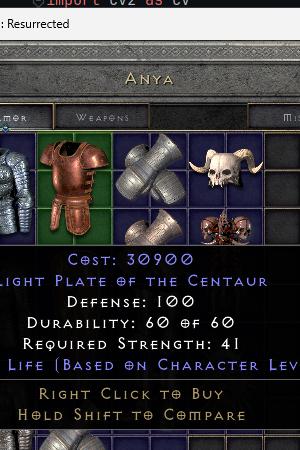 import cv2 as cv
: Resurrected
Anya
Weapons
Cost: 30900
ight Plate of the Centaur
Defense: 100
Durability: 60 of 60
Required Strength: 41
Life (Based on Character Lev
Right Click to Buy
Hold Shift to Compare